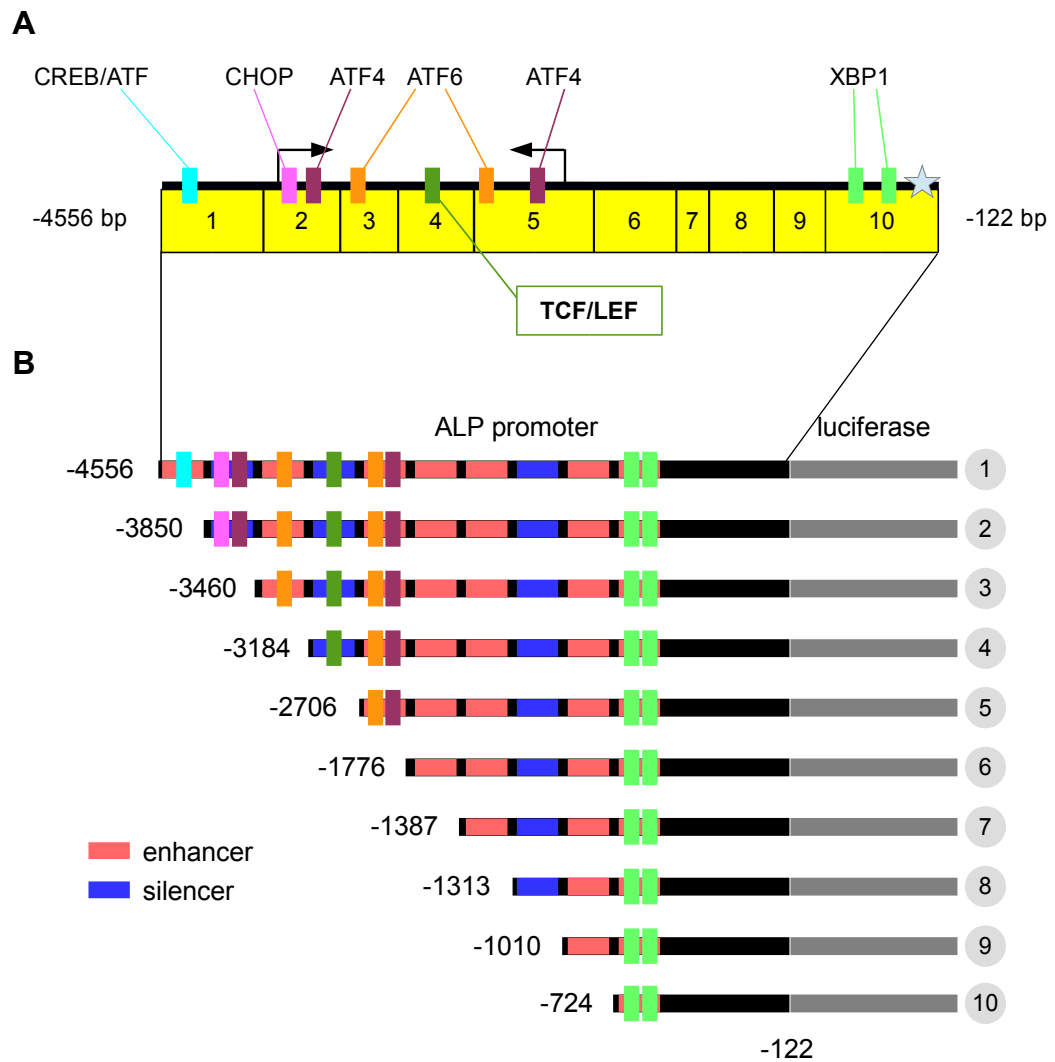 A
CREB/ATF CHOP ATF4 ATF6 ATF4 XBP1
-4556 bp 1 2 3 4 5 6 7 8 9 10 -122 bp
TCF/LEF
B
ALP promoter luciferase
-4556 1
-3850 2
-3460 3
-3184 4
-2706 5
-1776 6
-1387 7
enhancer
silencer
-1313 8
-1010 9
-724 10
-122